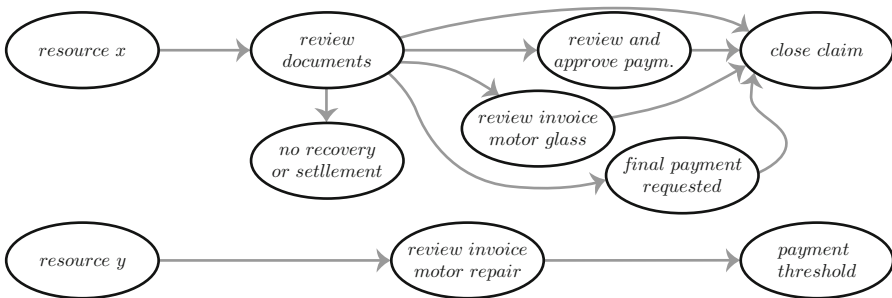 resource x
review
documents
review and
approve paym.
close claim
review invoice
motor glass
no recovery
or setllement
final payment
requested
resource y
review invoice
motor repair
payment
threshold